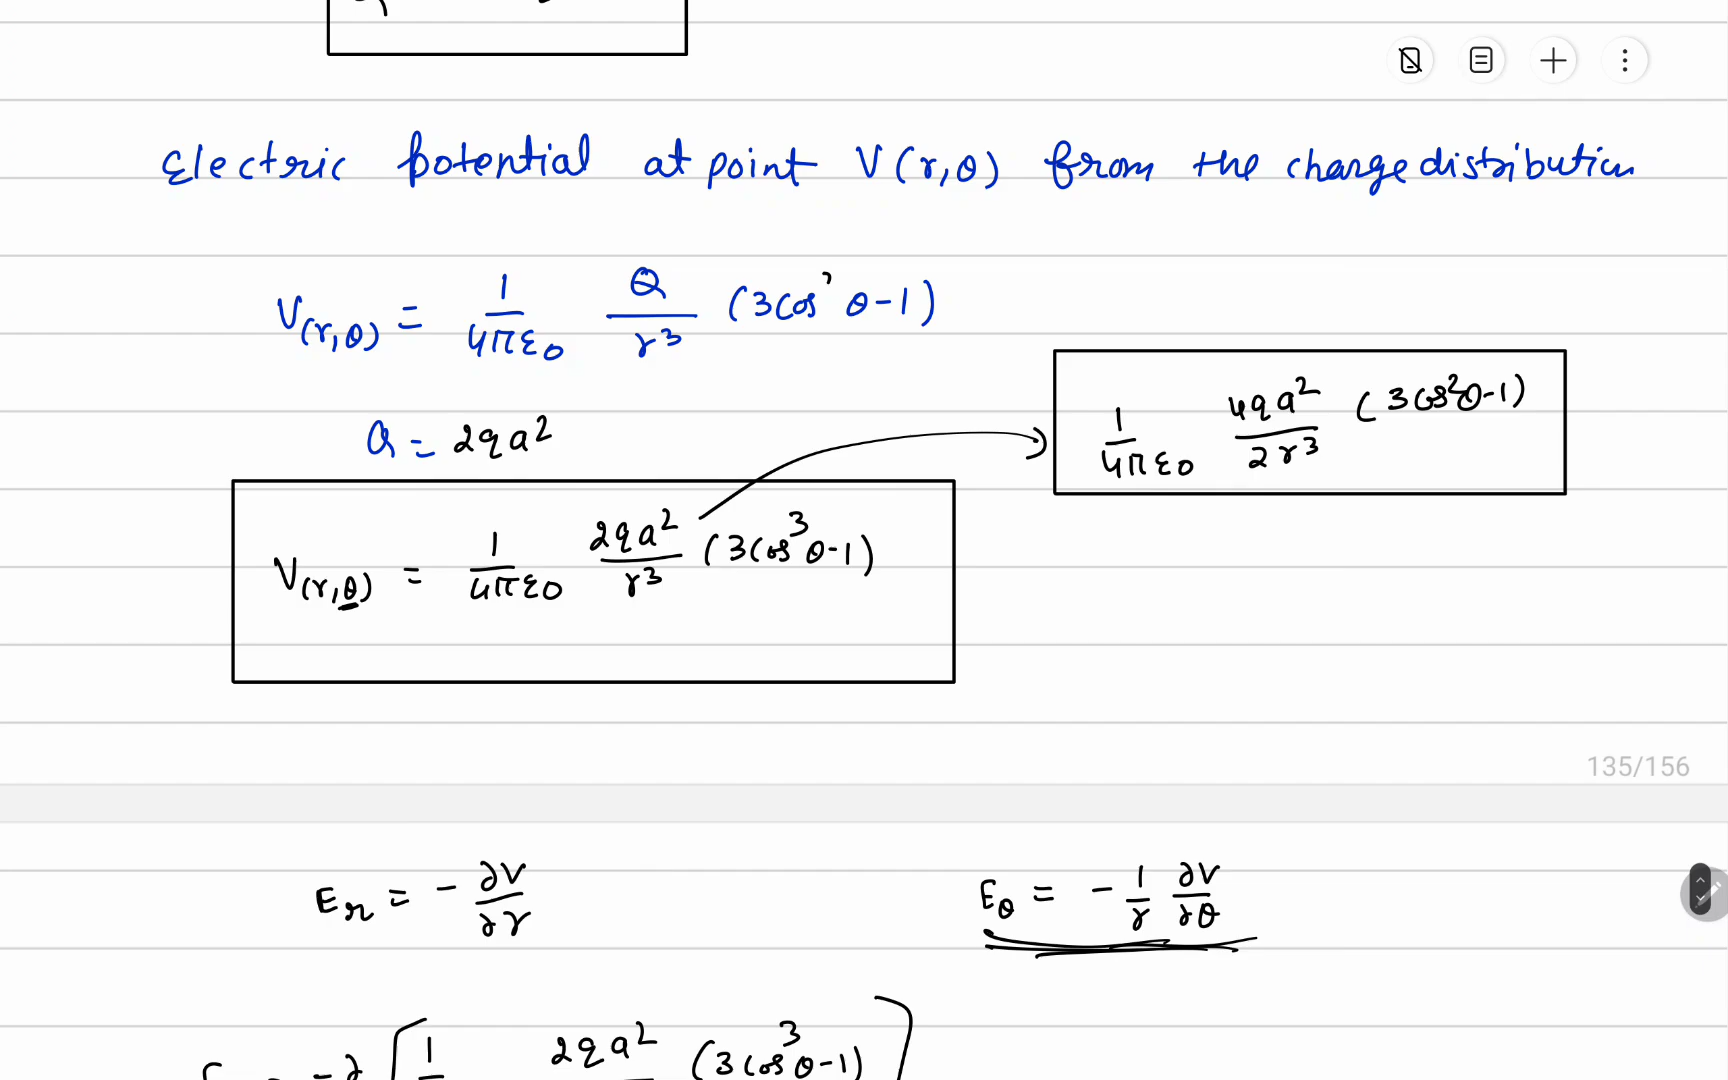 Electric potential at point V(r,θ) from the charge distribution
V(r,θ) = 1/4πε0 Q/r³ (3cos² θ-1)
Q = 2qa²
1/4πε0 4qa²/2r³ (3cos²θ-1)
V(r,θ) = 1/4πε0 2qa²/r³ (3cos³θ-1)
135/156
Er = - ∂V/∂r
Eθ = - 1/r ∂V/∂θ
2qa² (3cos³θ-1)